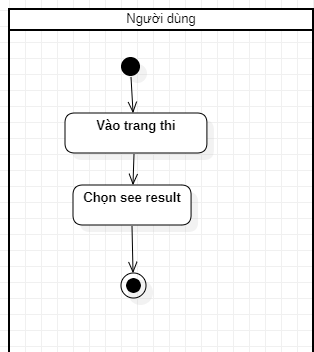 Người dùng
Vào trang thi
Chọn see result